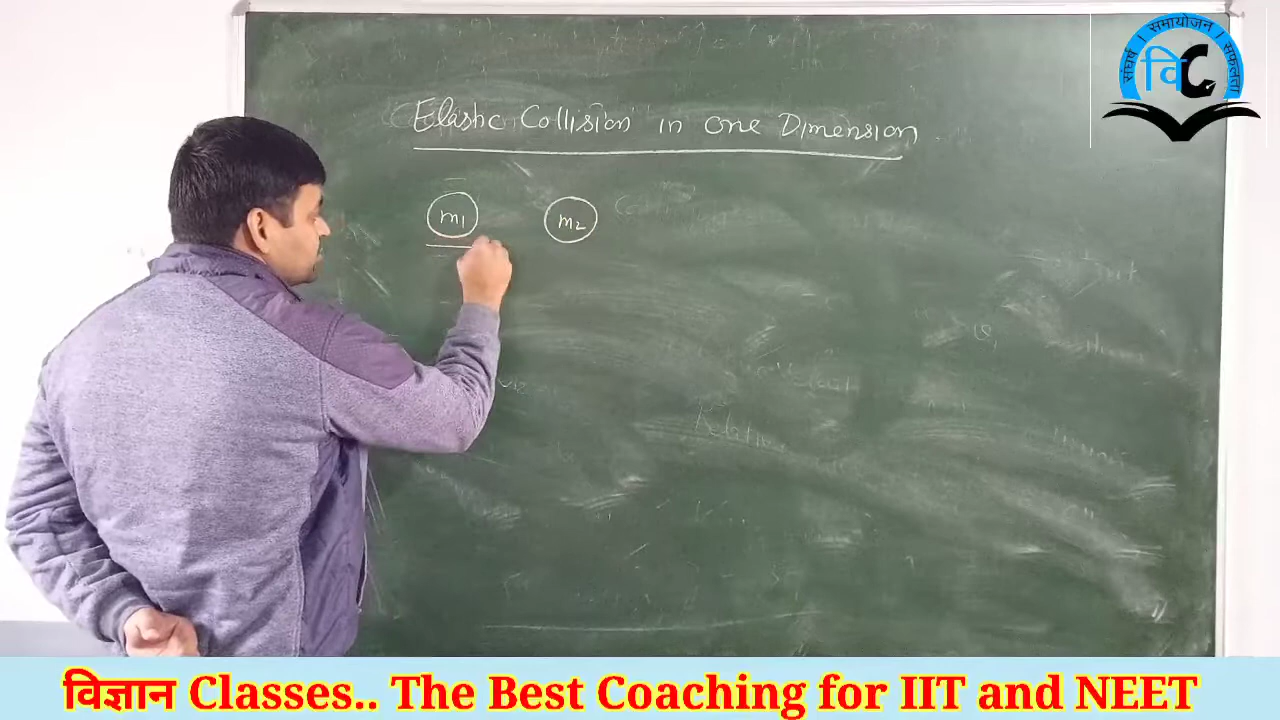 संघर्ष । समायोजन । सफलता
वि C
Elastic Collision in one Dimension
m1 m2
Relative
विज्ञान Classes.. The Best Coaching for IIT and NEET